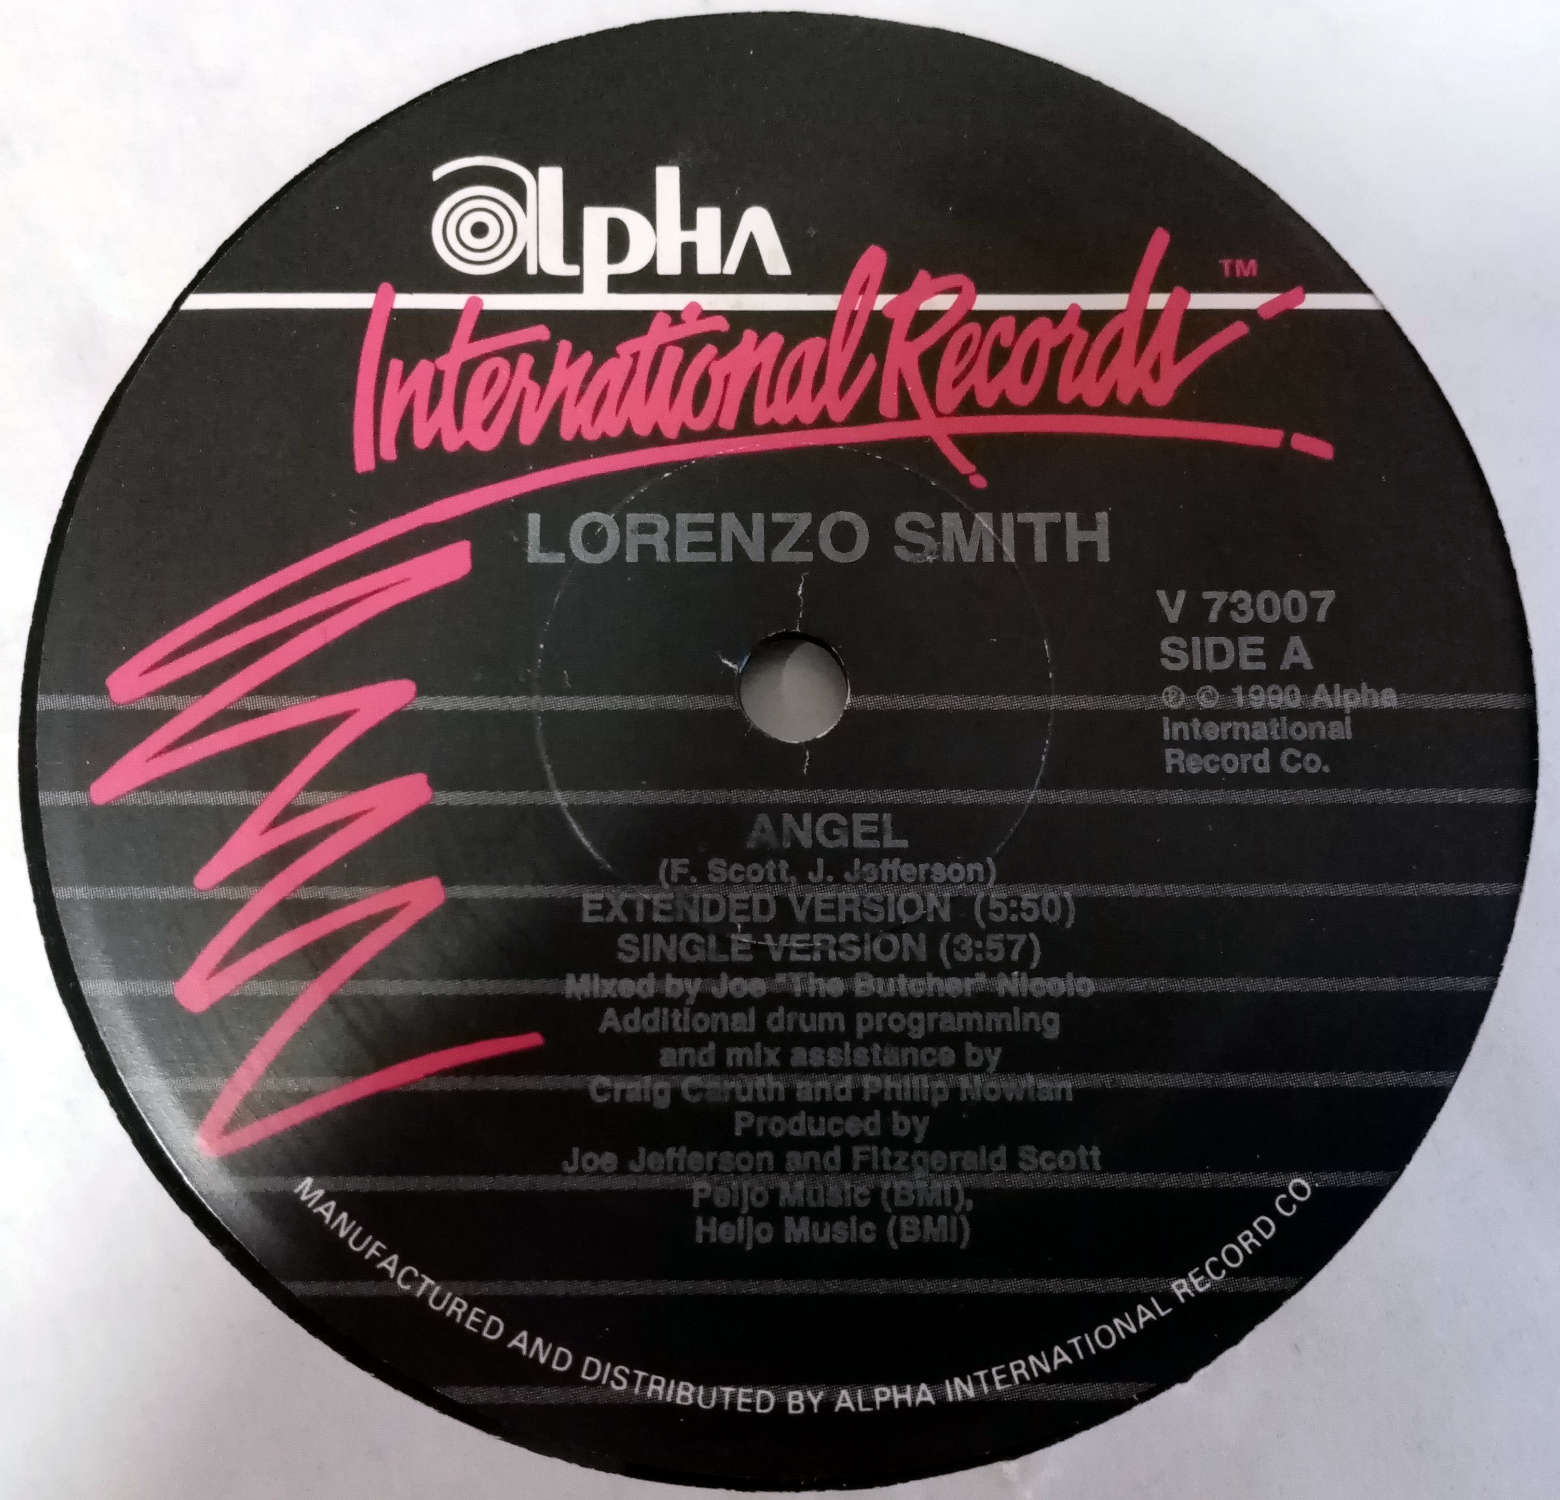 Alpha
International Records
TM
LORENZO SMITH
V 73007
SIDE A
℗ © 1990 Alpha
International
Record Co.
ANGEL
(F. Scott, J. Jefferson)
EXTENDED VERSION (5:50)
SINGLE VERSION (3:57)
Mixed by Joe "The Butcher" Nicolo
Additional drum programming
and mix assistance by
Craig Caruth and Phillip Nowlan
Produced by
Joe Jefferson and Fitzgerald Scott
Peijo Music (BMI),
Heijo Music (BMI)
MANUFACTURED AND DISTRIBUTED BY ALPHA INTERNATIONAL RECORD CO.